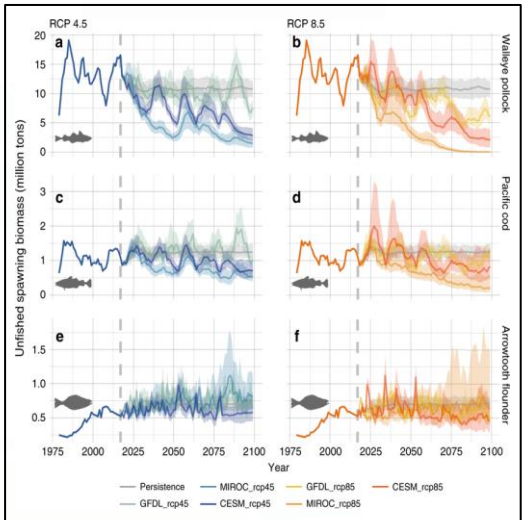 RCP 4.5 RCP 8.5
a b
20
15
10
5
0
Walleye pollock
c d
3
2
1
0
Pacific cod
e f
1.5
1.0
0.5
Arrowtooth flounder
Unfished spawning biomass (million tons)
1975 2000 2025 2050 2075 2100 1975 2000 2025 2050 2075 2100
Year
Persistence MIROC_rcp45 GFDL_rcp85 CESM_rcp85
GFDL_rcp45 CESM_rcp45 MIROC_rcp85